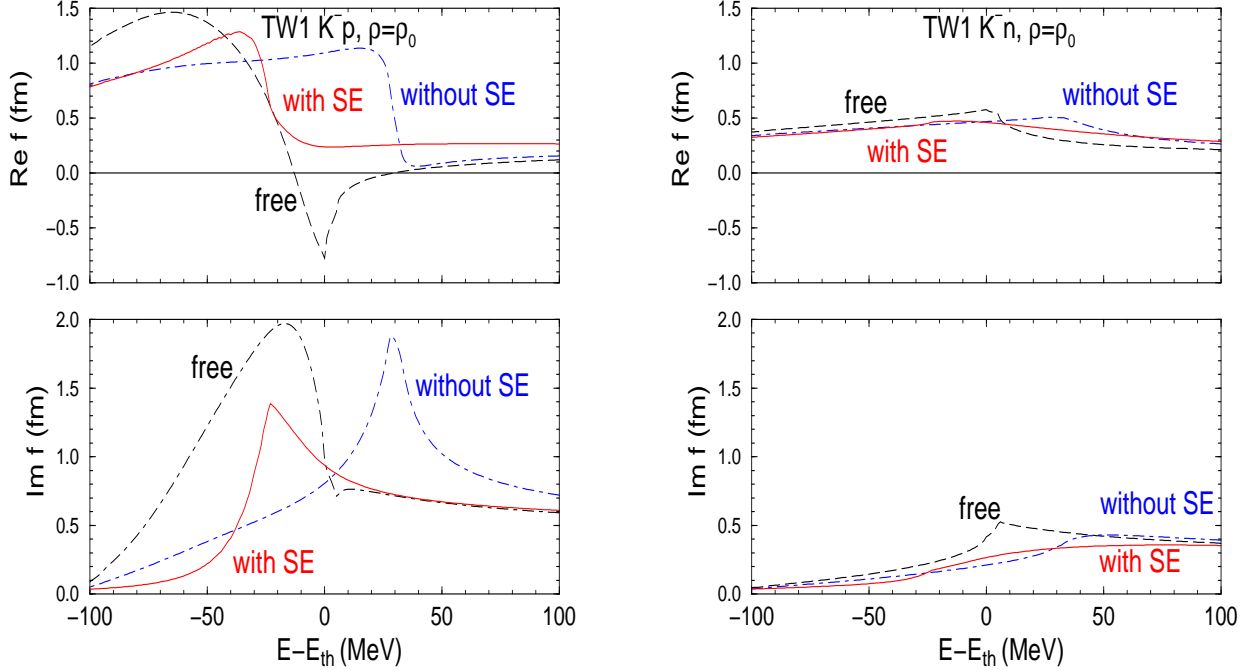 TW1 K⁻p, ρ=ρ₀
Re f (fm)
1.5
1.0
0.5
0.0
−0.5
−1.0
with SE
without SE
free
TW1 K⁻n, ρ=ρ₀
Re f (fm)
1.5
1.0
0.5
0.0
−0.5
−1.0
free
without SE
with SE
Im f (fm)
2.0
1.5
1.0
0.5
0.0
free
without SE
with SE
−100 −50 0 50 100
E−E_th (MeV)
Im f (fm)
2.0
1.5
1.0
0.5
0.0
free
without SE
with SE
−100 −50 0 50 100
E−E_th (MeV)